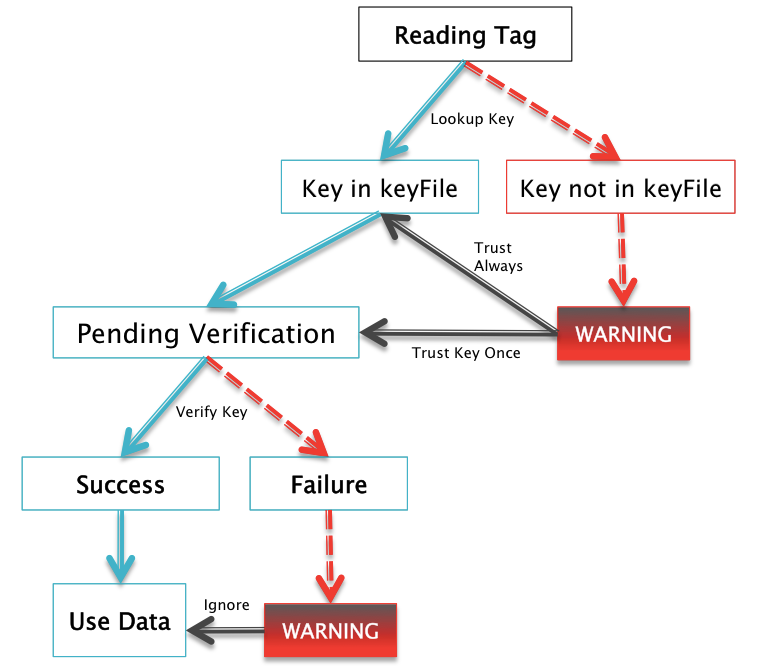 Reading Tag
Lookup Key
Key in keyFile
Key not in keyFile
Trust
Always
Pending Verification
WARNING
Trust Key Once
Verify Key
Success
Failure
Use Data
Ignore
WARNING